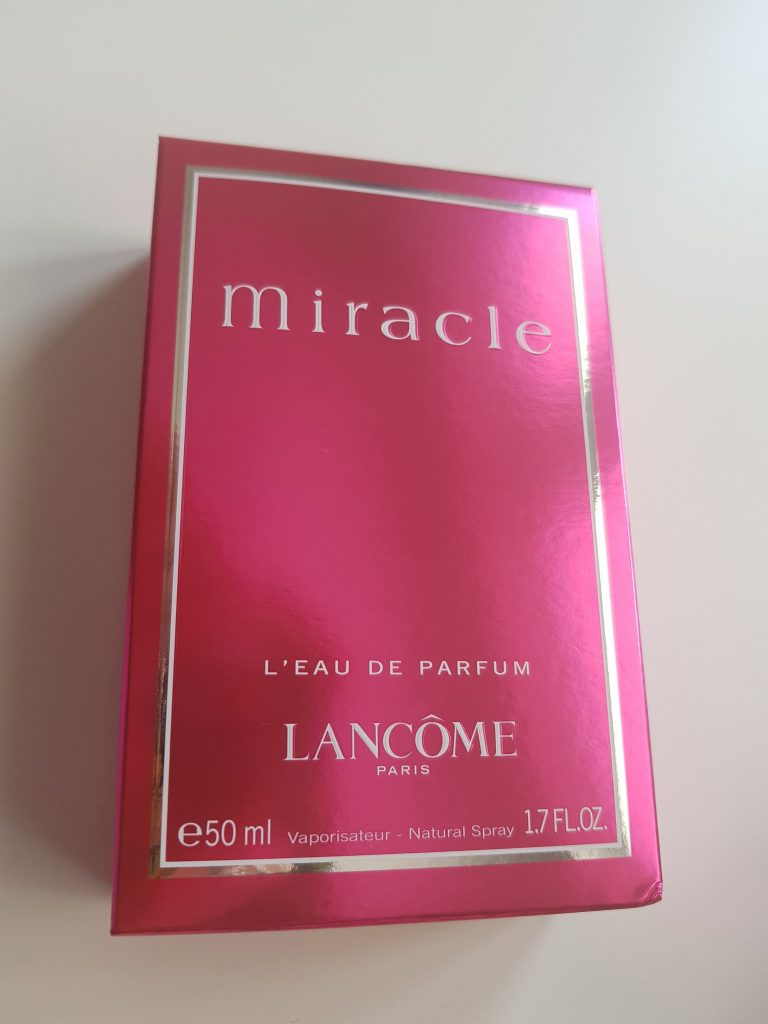 miracle
L'EAU DE PARFUM
LANCÔME
PARIS
℮50 ml Vaporisateur - Natural Spray 1.7 FL.OZ.